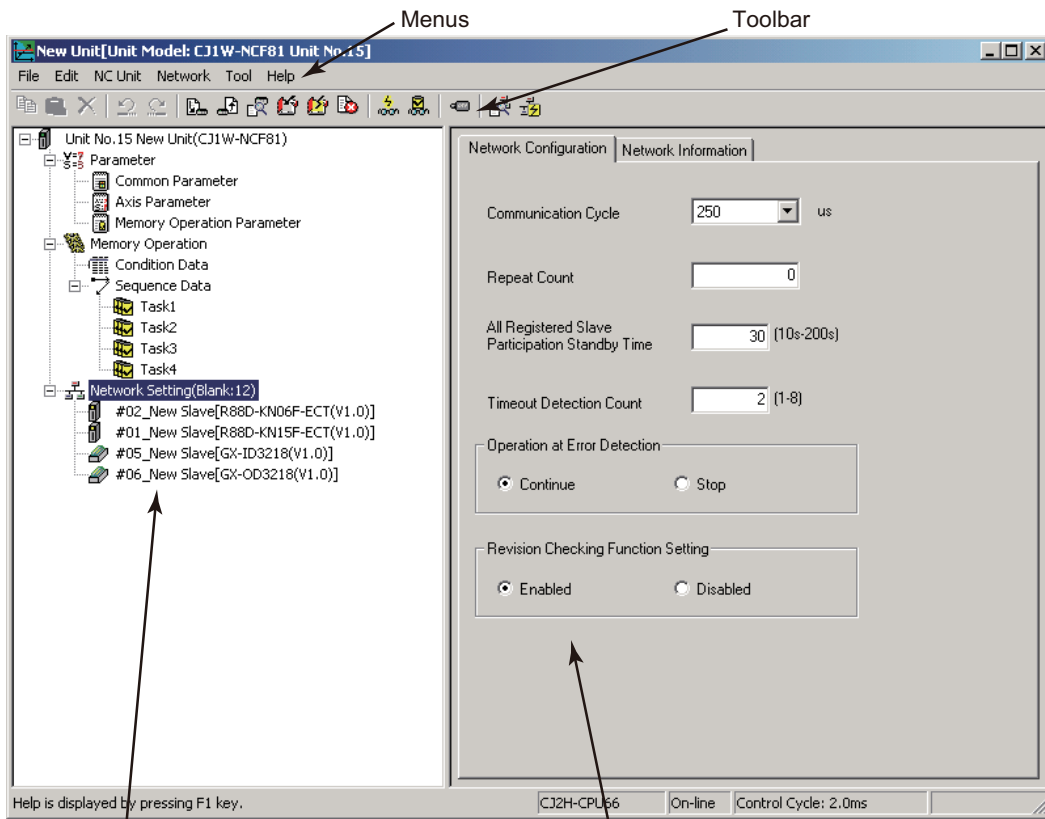 Menus
Toolbar
New Unit[Unit Model: CJ1W-NCF81 Unit No.15]
File Edit NC Unit Network Tool Help
Unit No.15 New Unit(CJ1W-NCF81)
Parameter
Common Parameter
Axis Parameter
Memory Operation Parameter
Memory Operation
Condition Data
Sequence Data
Task1
Task2
Task3
Task4
Network Setting(Blank:12)
#02_New Slave[R88D-KN06F-ECT(V1.0)]
#01_New Slave[R88D-KN15F-ECT(V1.0)]
#05_New Slave[GX-ID3218(V1.0)]
#06_New Slave[GX-OD3218(V1.0)]
Network Configuration Network Information
Communication Cycle 250 us
Repeat Count 0
All Registered Slave
Participation Standby Time 30 (10s-200s)
Timeout Detection Count 2 (1-8)
Operation at Error Detection
Continue Stop
Revision Checking Function Setting
Enabled Disabled
Help is displayed by pressing F1 key.
CJ2H-CPU66 On-line Control Cycle: 2.0ms